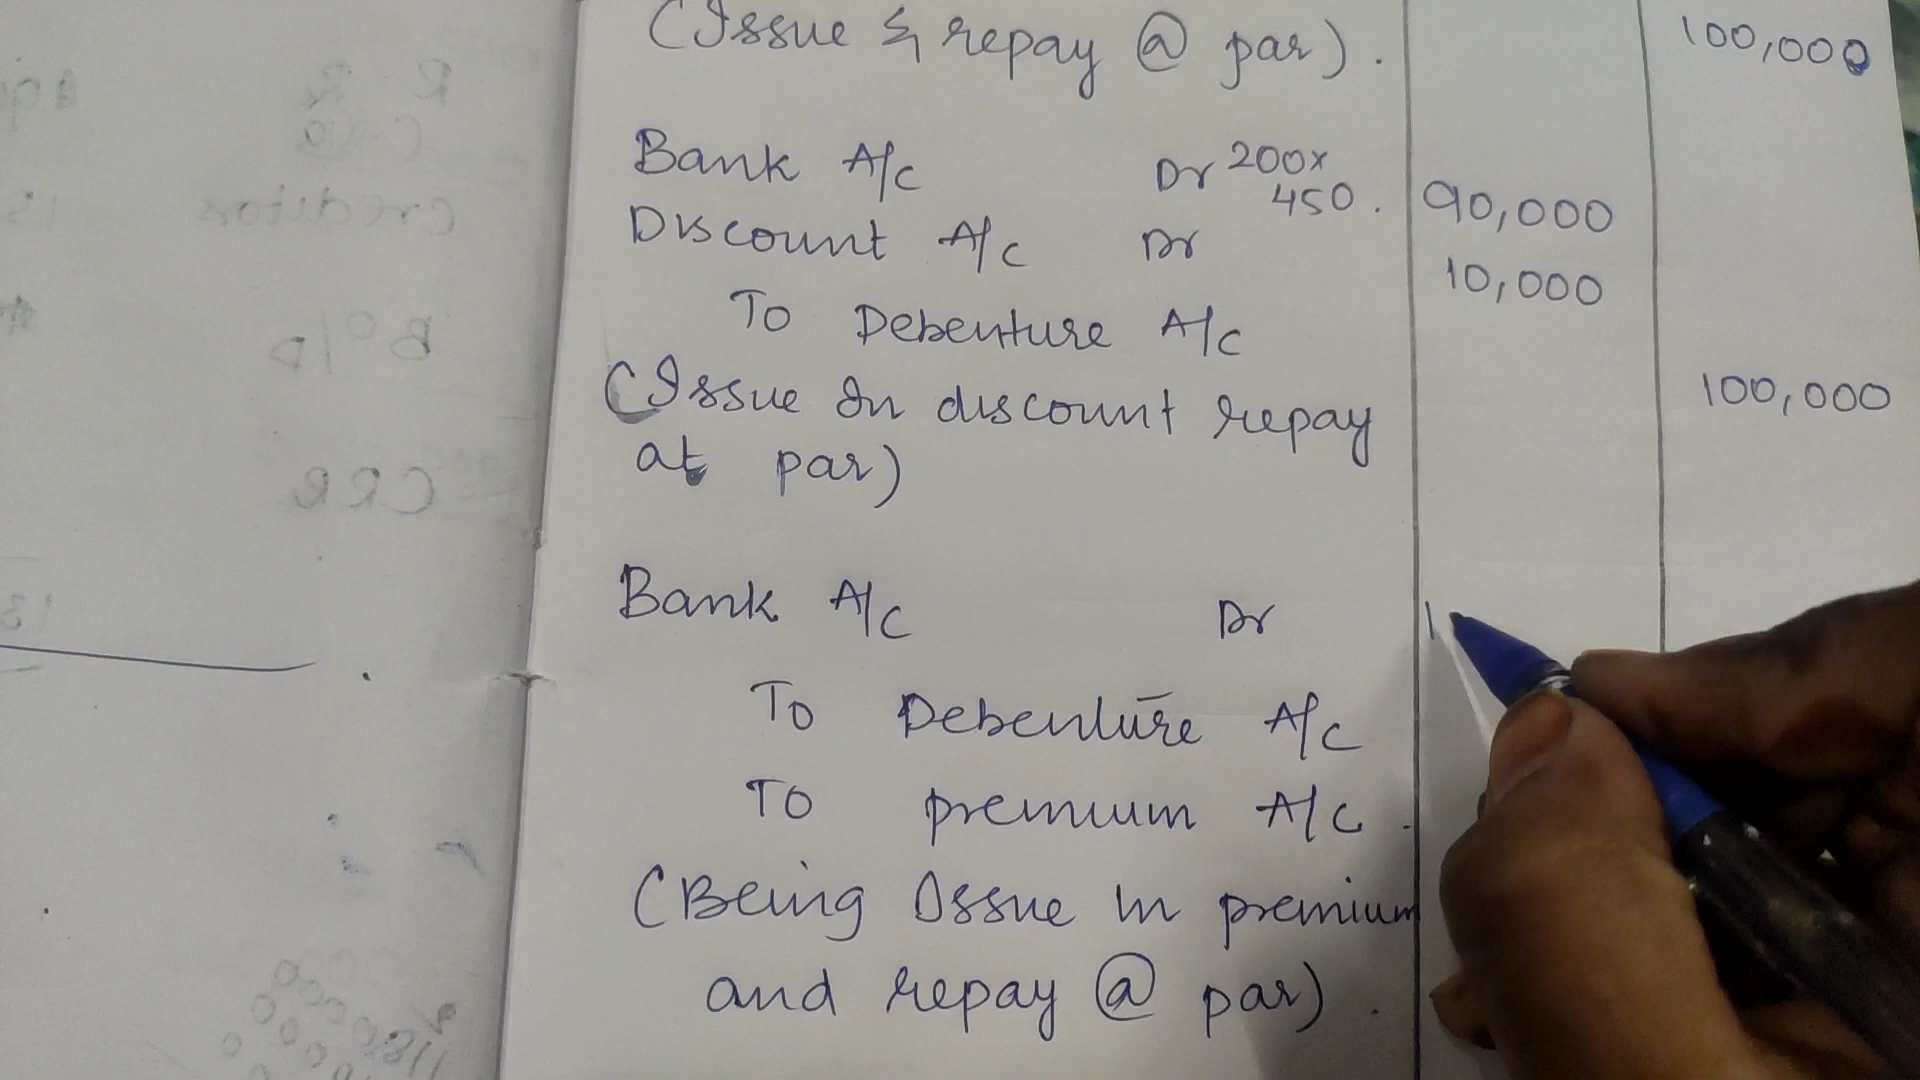 (Issue & repay @ par).
100,000
Bank A/c Dr 200x
450. 90,000
Discount A/c Dr
10,000
To Debenture A/c
(Issue In discount repay
100,000
at par)
Bank A/c Dr 1
To Debenture A/c
To premium A/c.
(Being Issue in premium
and repay @ par).